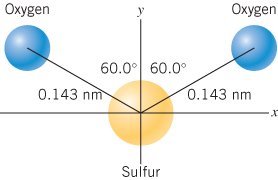 Oxygen
y
Oxygen
60.0° 60.0°
0.143 nm
0.143 nm
x
Sulfur